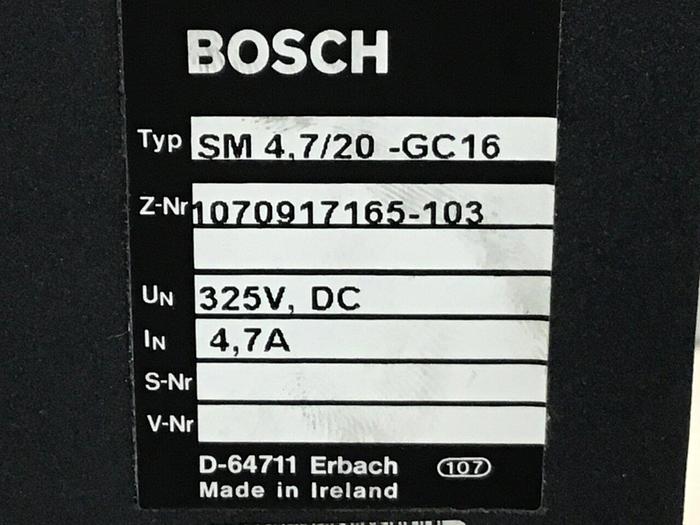 BOSCH
Typ SM 4,7/20 -GC16
Z-Nr 1070917165-103
UN 325V, DC
IN 4,7A
S-Nr
V-Nr
D-64711 Erbach 107
Made in Ireland